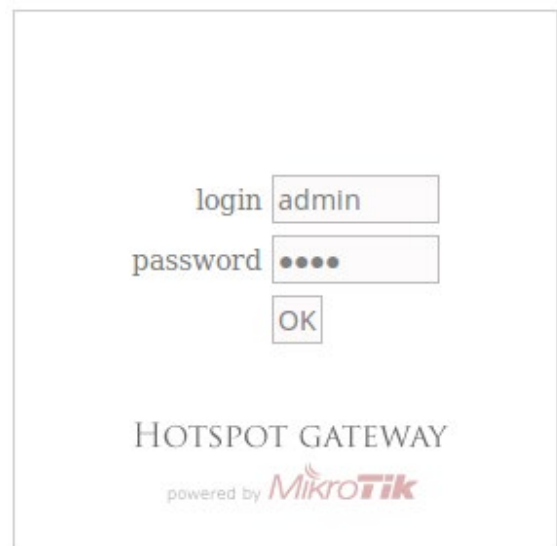 login admin
password ••••
OK
HOTSPOT GATEWAY
powered by MikroTik